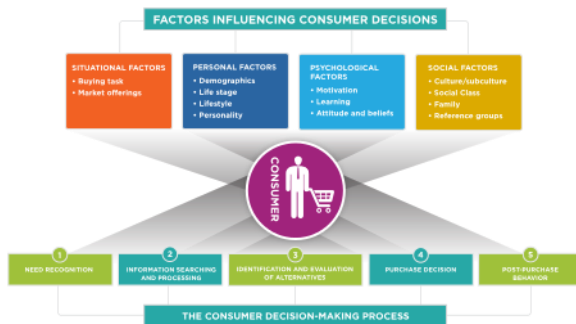 FACTORS INFLUENCING CONSUMER DECISIONS
SITUATIONAL FACTORS
• Buying task
• Market offerings
PERSONAL FACTORS
• Demographics
• Life stage
• Lifestyle
• Personality
PSYCHOLOGICAL
FACTORS
• Motivation
• Learning
• Attitude and beliefs
SOCIAL FACTORS
• Culture/subculture
• Social Class
• Family
• Reference groups
CONSUMER
1
NEED RECOGNITION
2
INFORMATION SEARCHING
AND PROCESSING
3
IDENTIFICATION AND EVALUATION
OF ALTERNATIVES
4
PURCHASE DECISION
5
POST-PURCHASE
BEHAVIOR
THE CONSUMER DECISION-MAKING PROCESS